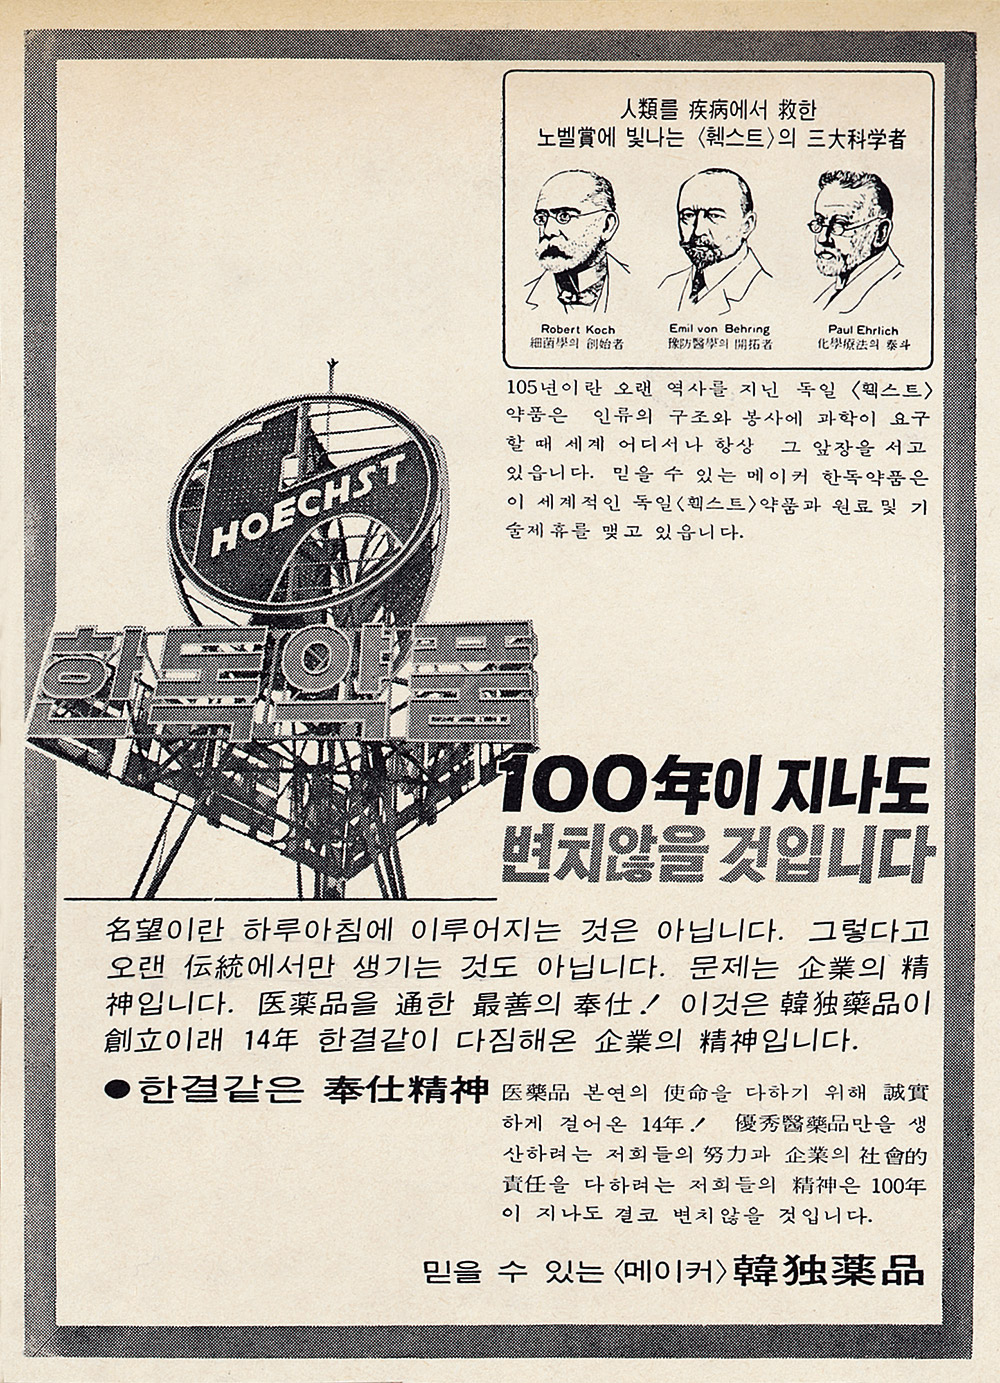 人類를 疾病에서 救한
노벨賞에 빛나는 〈훽스트〉의 三大科学者
Robert Koch
細菌學의 創始者
Emil von Behring
豫防醫學의 開拓者
Paul Ehrlich
化學療法의 泰斗
105년이란 오랜 역사를 지닌 독일 〈훽스트〉
약품은 인류의 구조와 봉사에 과학이 요구
할 때 세계 어디서나 항상 그 앞장을 서고
있읍니다. 믿을 수 있는 메이커 한독약품은
이 세계적인 독일〈훽스트〉약품과 원료 및 기
술제휴를 맺고 있읍니다.
HOECHST
한독약품
100年이 지나도
변치않을 것입니다
名望이란 하루아침에 이루어지는 것은 아닙니다. 그렇다고
오랜 伝統에서만 생기는 것도 아닙니다. 문제는 企業의 精
神입니다. 医薬品을 通한 最善의 奉仕! 이것은 韓独藥品이
創立이래 14年 한결같이 다짐해온 企業의 精神입니다.
●한결같은 奉仕精神
医藥品 본연의 使命을 다하기 위해 誠實
하게 걸어온 14年! 優秀醫藥品만을 생
산하려는 저희들의 努力과 企業의 社會的
責任을 다하려는 저희들의 精神은 100年
이 지나도 결코 변치않을 것입니다.
믿을 수 있는〈메이커〉韓独薬品